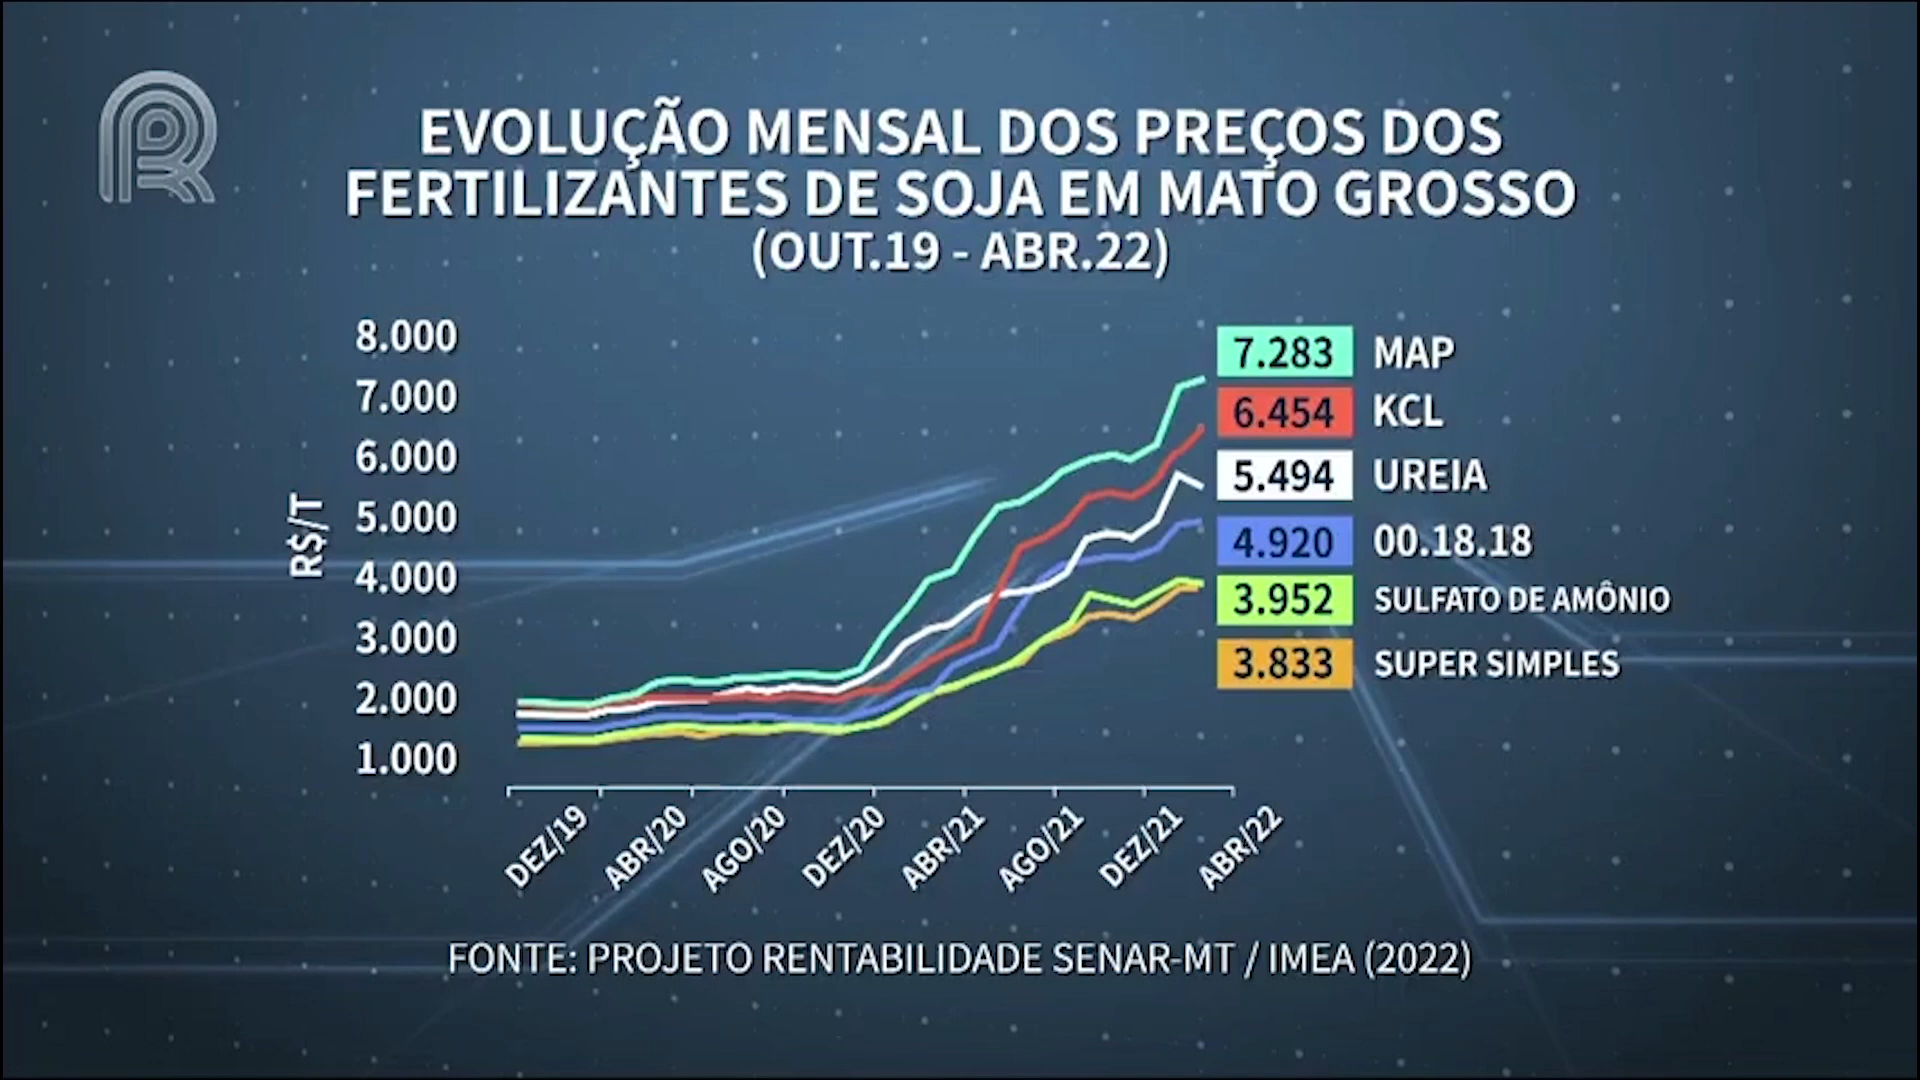 EVOLUÇÃO MENSAL DOS PREÇOS DOS
FERTILIZANTES DE SOJA EM MATO GROSSO
(OUT.19 - ABR.22)
R$/T
8.000
7.000
6.000
5.000
4.000
3.000
2.000
1.000
7.283 MAP
6.454 KCL
5.494 UREIA
4.920 00.18.18
3.952 SULFATO DE AMÔNIO
3.833 SUPER SIMPLES
DEZ/19 ABR/20 AGO/20 DEZ/20 ABR/21 AGO/21 DEZ/21 ABR/22
FONTE: PROJETO RENTABILIDADE SENAR-MT / IMEA (2022)